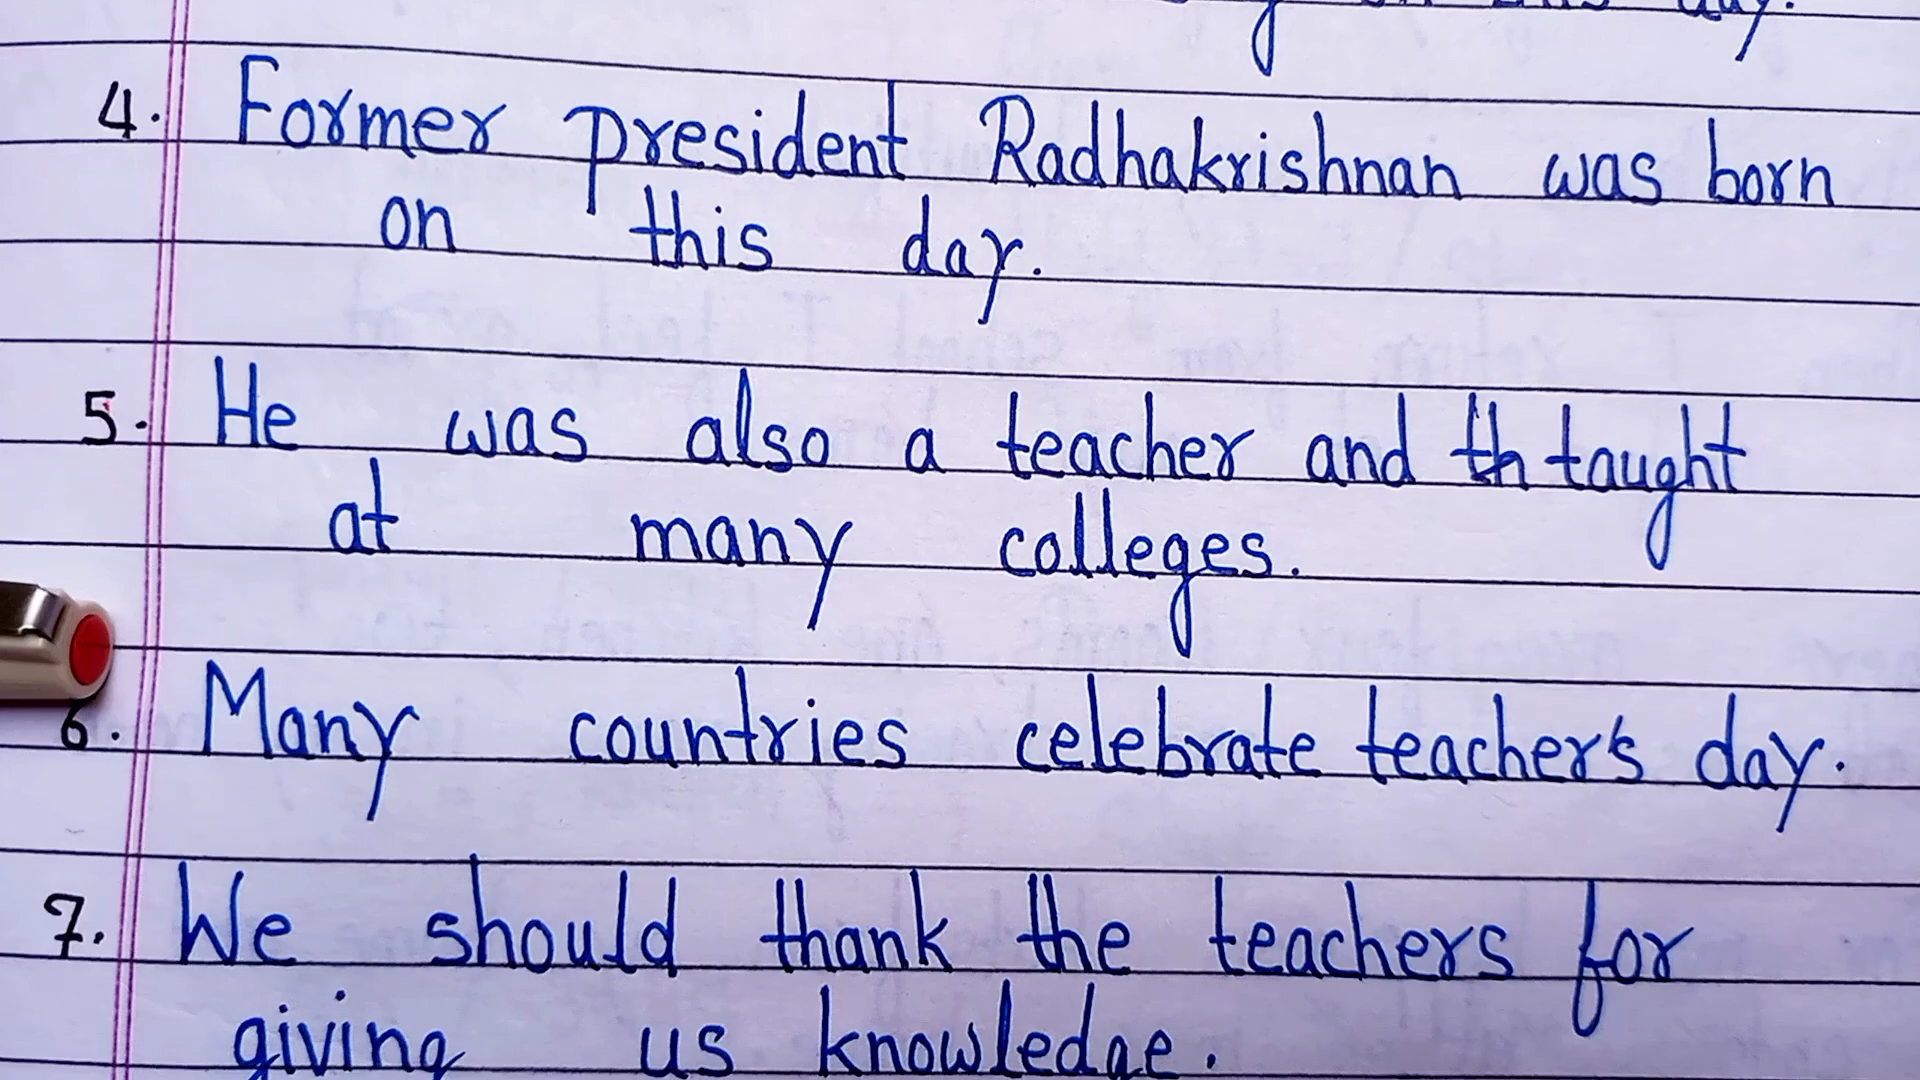 day.
4. Former president Radhakrishnan was born
on this day.
5. He was also a teacher and th taught
at many colleges.
6. Many countries celebrate teacher's day.
7. We should thank the teachers for
giving us knowledge.